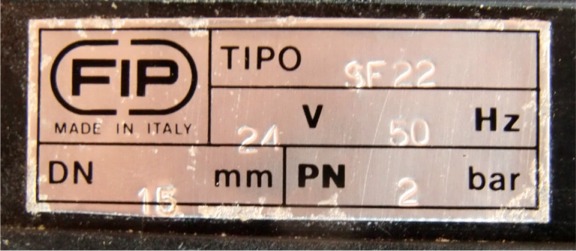 FIP
MADE IN ITALY
TIPO SF22
24 V 50 Hz
DN 15 mm
PN 2 bar